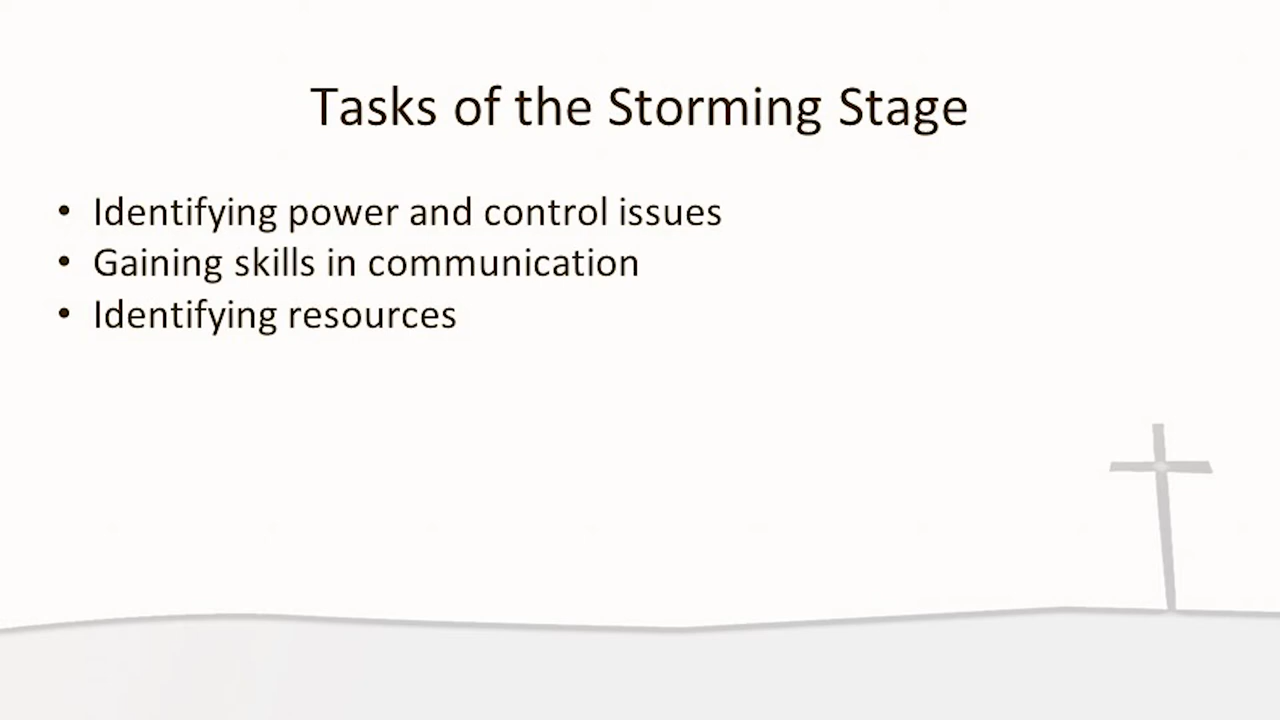 Tasks of the Storming Stage
• Identifying power and control issues
• Gaining skills in communication
• Identifying resources